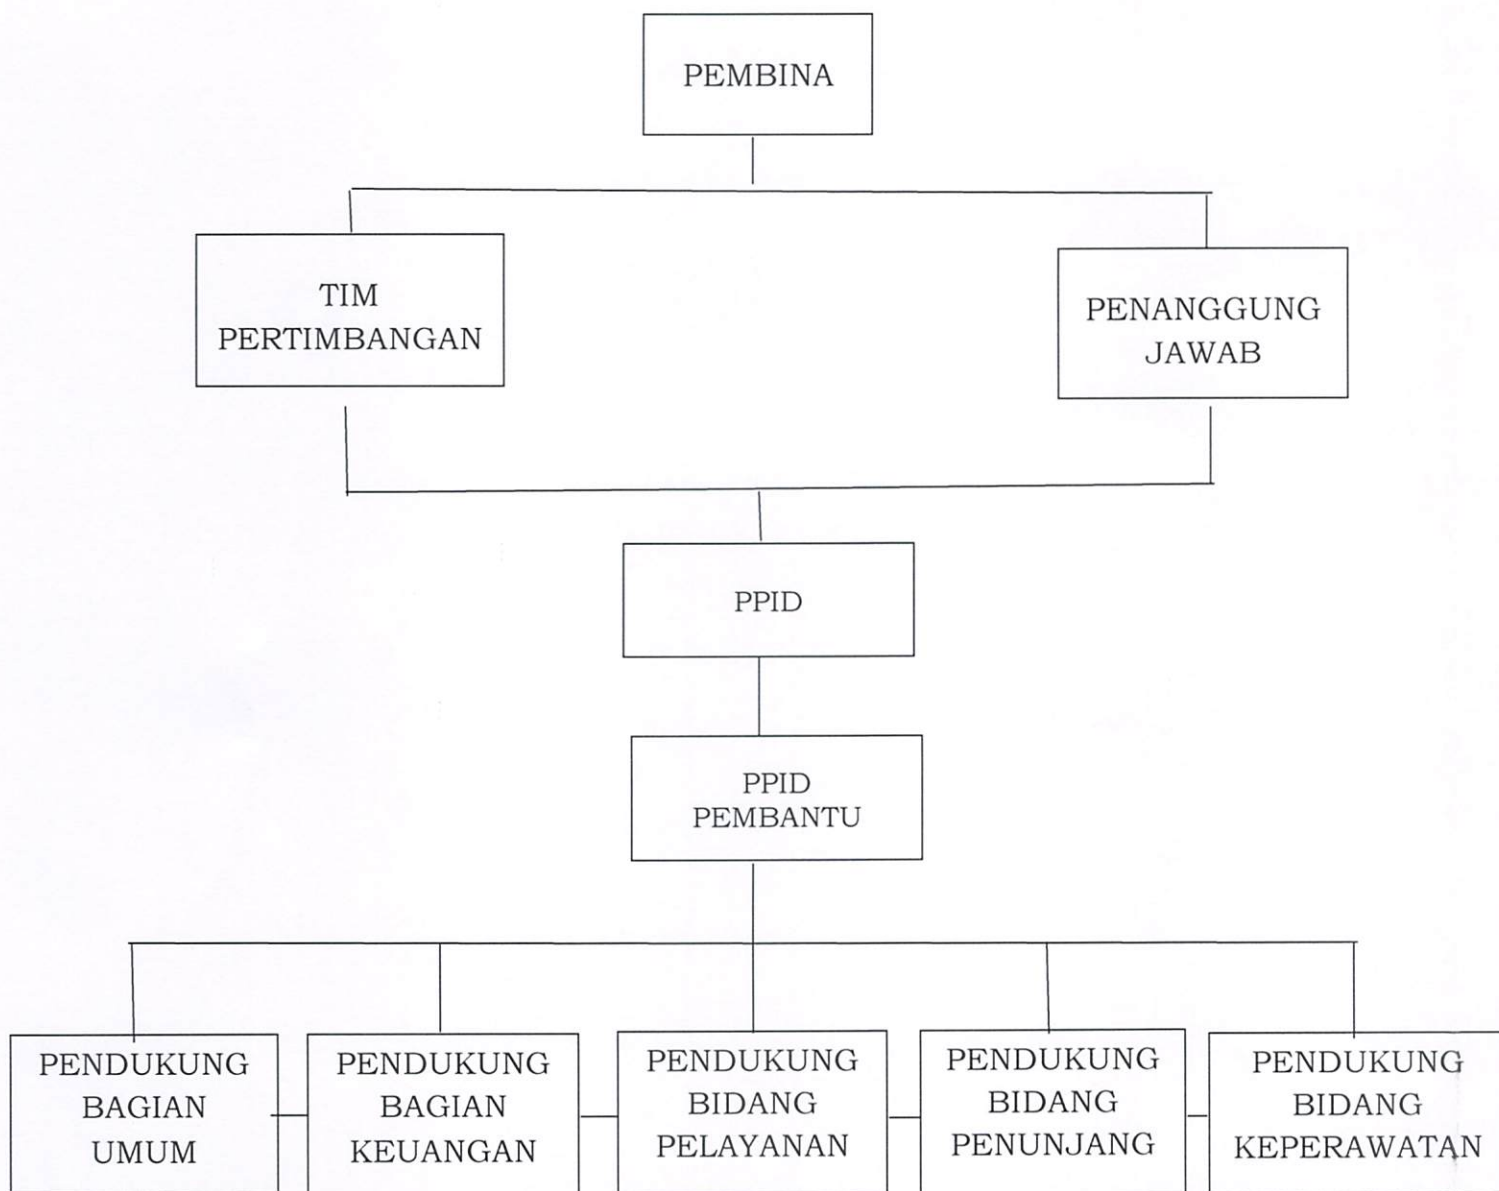 PEMBINA
TIM
PERTIMBANGAN
PENANGGUNG
JAWAB
PPID
PPID
PEMBANTU
PENDUKUNG
BAGIAN
UMUM
PENDUKUNG
BAGIAN
KEUANGAN
PENDUKUNG
BIDANG
PELAYANAN
PENDUKUNG
BIDANG
PENUNJANG
PENDUKUNG
BIDANG
KEPERAWATAN